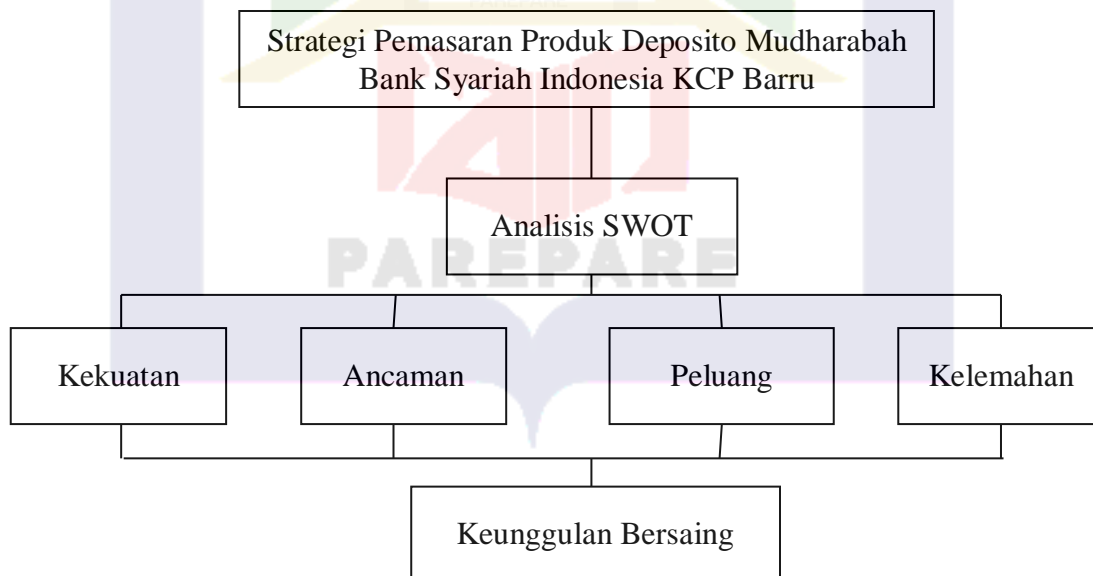 Strategi Pemasaran Produk Deposito Mudharabah
Bank Syariah Indonesia KCP Barru
Analisis SWOT
PAREPARE
Kekuatan
Ancaman
Peluang
Kelemahan
Keunggulan Bersaing